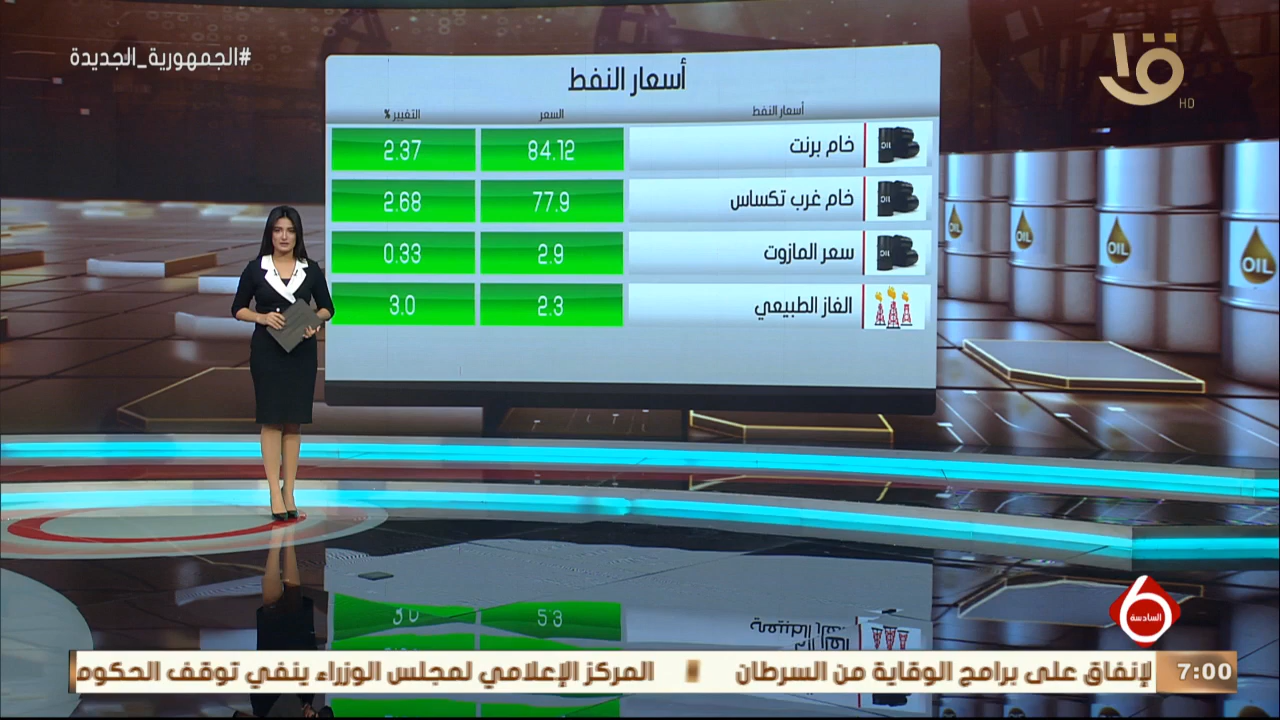 #الجمهورية_الجديدة
HD
أسعار النفط
أسعار النفط السعر التغيير %
خام برنت 84.12 2.37
خام غرب تكساس 77.9 2.68
سعر المازوت 2.9 0.33
الغاز الطبيعي 2.3 3.0
OIL
OIL
OIL
OIL
6
السادسة
7:00 لإنفاق على برامج الوقاية من السرطان المركز الإعلامي لمجلس الوزراء ينفي توقف الحكوم